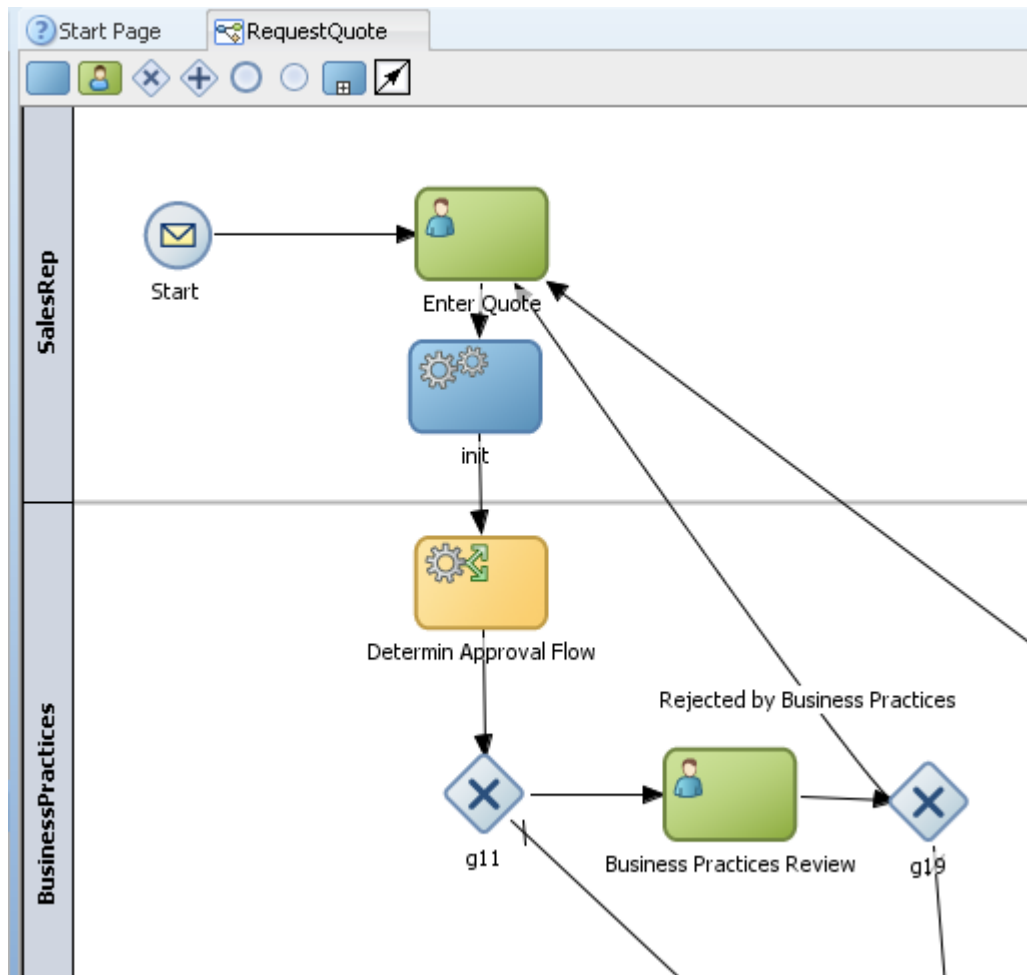 Start Page
RequestQuote
SalesRep
Start
Enter Quote
init
BusinessPractices
Determin Approval Flow
Rejected by Business Practices
g11
Business Practices Review
g19